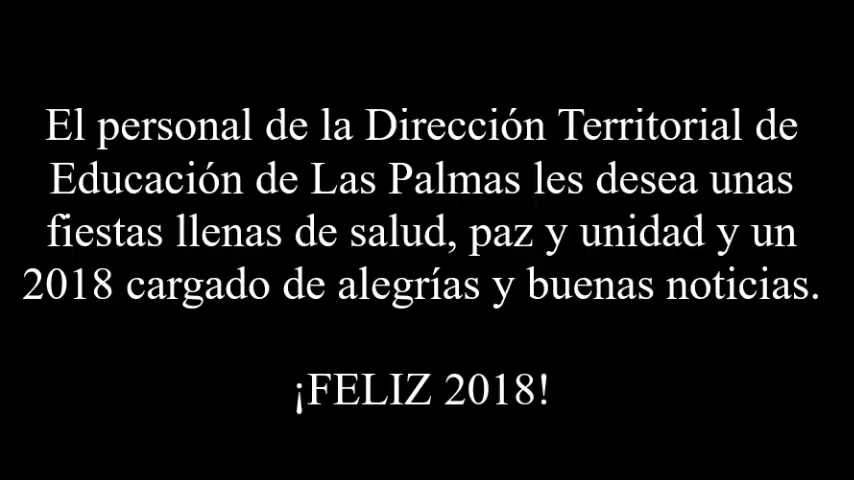 El personal de la Dirección Territorial de
Educación de Las Palmas les desea unas
fiestas llenas de salud, paz y unidad y un
2018 cargado de alegrías y buenas noticias.
¡FELIZ 2018!